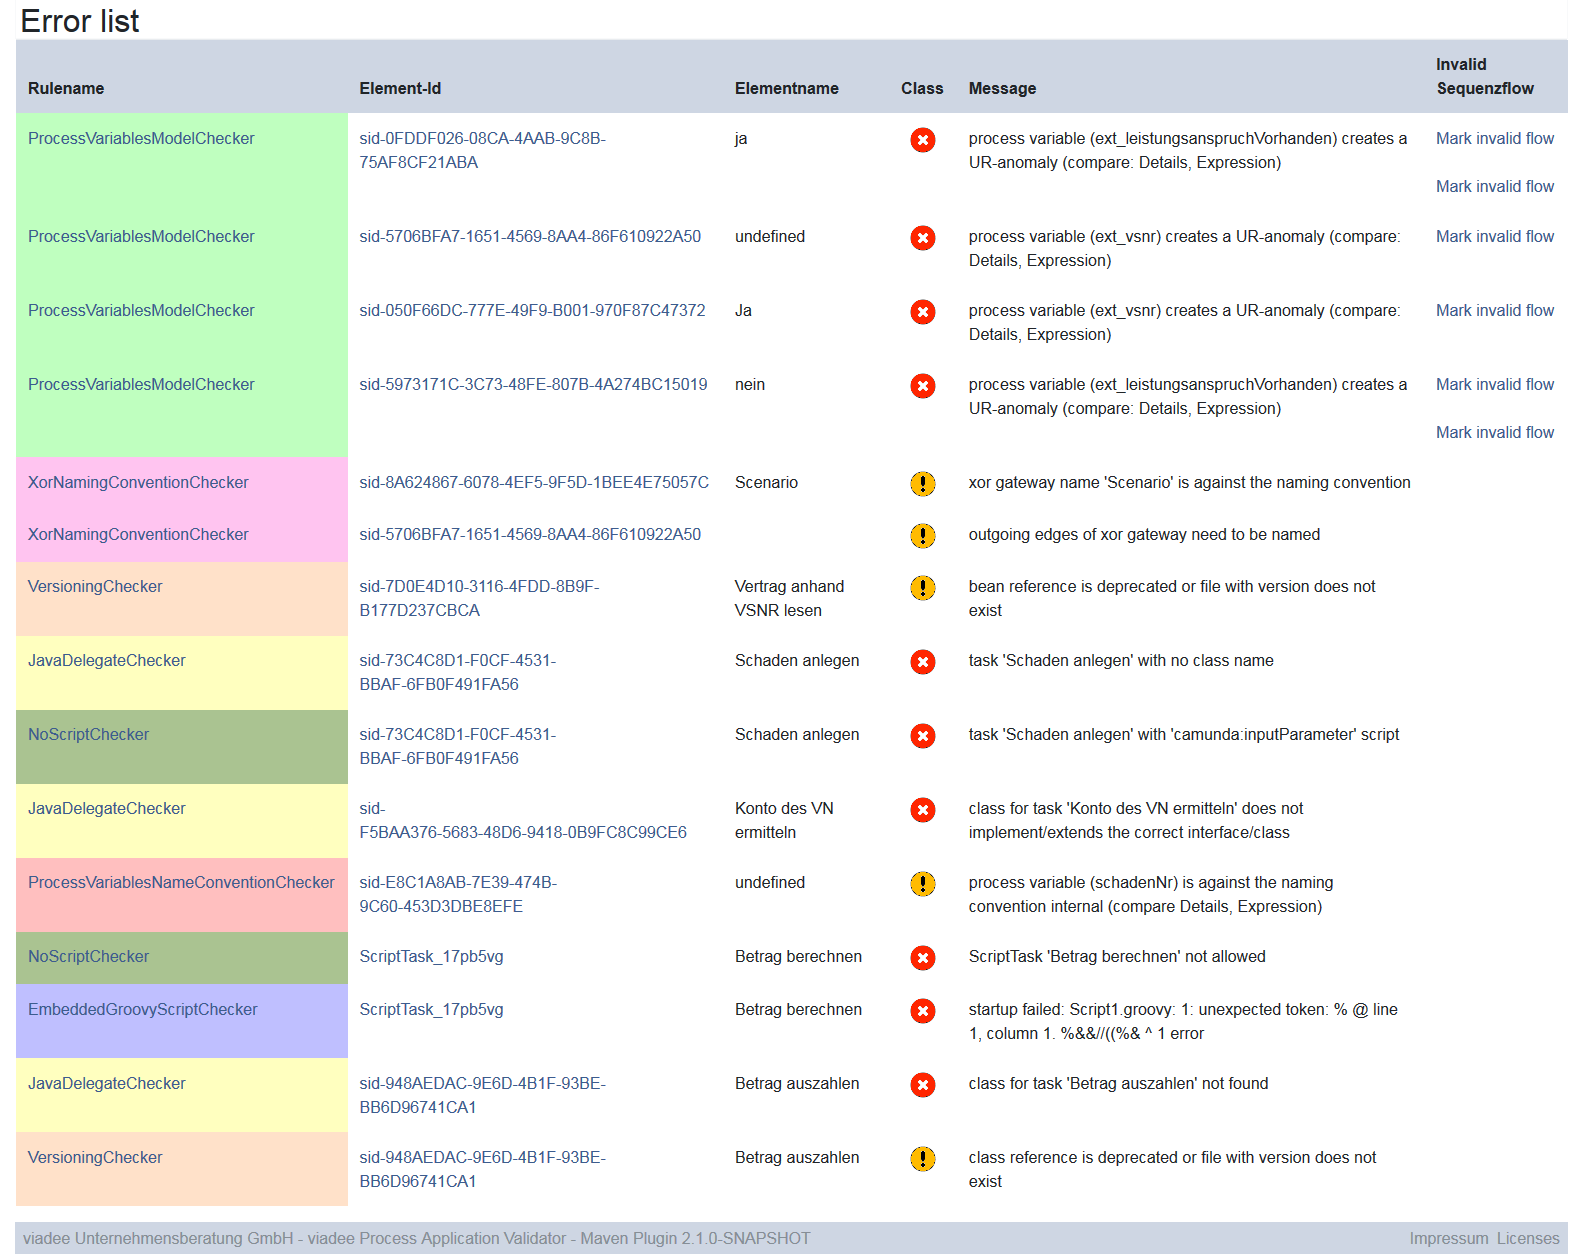 Error list
Invalid
Rulename Element-Id Elementname Class Message Sequenzflow
ProcessVariablesModelChecker sid-0FDDF026-08CA-4AAB-9C8B- ja process variable (ext_leistungsanspruchVorhanden) creates a Mark invalid flow
75AF8CF21ABA UR-anomaly (compare: Details, Expression)
Mark invalid flow
ProcessVariablesModelChecker sid-5706BFA7-1651-4569-8AA4-86F610922A50 undefined process variable (ext_vsnr) creates a UR-anomaly (compare: Mark invalid flow
Details, Expression)
ProcessVariablesModelChecker sid-050F66DC-777E-49F9-B001-970F87C47372 Ja process variable (ext_vsnr) creates a UR-anomaly (compare: Mark invalid flow
Details, Expression)
ProcessVariablesModelChecker sid-5973171C-3C73-48FE-807B-4A274BC15019 nein process variable (ext_leistungsanspruchVorhanden) creates a Mark invalid flow
UR-anomaly (compare: Details, Expression)
Mark invalid flow
XorNamingConventionChecker sid-8A624867-6078-4EF5-9F5D-1BEE4E75057C Scenario xor gateway name 'Scenario' is against the naming convention
XorNamingConventionChecker sid-5706BFA7-1651-4569-8AA4-86F610922A50 outgoing edges of xor gateway need to be named
VersioningChecker sid-7D0E4D10-3116-4FDD-8B9F- Vertrag anhand bean reference is deprecated or file with version does not
B177D237CBCA VSNR lesen exist
JavaDelegateChecker sid-73C4C8D1-F0CF-4531- Schaden anlegen task 'Schaden anlegen' with no class name
BBAF-6FB0F491FA56
NoScriptChecker sid-73C4C8D1-F0CF-4531- Schaden anlegen task 'Schaden anlegen' with 'camunda:inputParameter' script
BBAF-6FB0F491FA56
JavaDelegateChecker sid- Konto des VN class for task 'Konto des VN ermitteln' does not
F5BAA376-5683-48D6-9418-0B9FC8C99CE6 ermitteln implement/extends the correct interface/class
ProcessVariablesNameConventionChecker sid-E8C1A8AB-7E39-474B- undefined process variable (schadenNr) is against the naming
9C60-453D3DBE8EFE convention internal (compare Details, Expression)
NoScriptChecker ScriptTask_17pb5vg Betrag berechnen ScriptTask 'Betrag berechnen' not allowed
EmbeddedGroovyScriptChecker ScriptTask_17pb5vg Betrag berechnen startup failed: Script1.groovy: 1: unexpected token: % @ line
1, column 1. %&&//((%& ^ 1 error
JavaDelegateChecker sid-948AEDAC-9E6D-4B1F-93BE- Betrag auszahlen class for task 'Betrag auszahlen' not found
BB6D96741CA1
VersioningChecker sid-948AEDAC-9E6D-4B1F-93BE- Betrag auszahlen class reference is deprecated or file with version does not
BB6D96741CA1 exist
viadee Unternehmensberatung GmbH - viadee Process Application Validator - Maven Plugin 2.1.0-SNAPSHOT Impressum Licenses